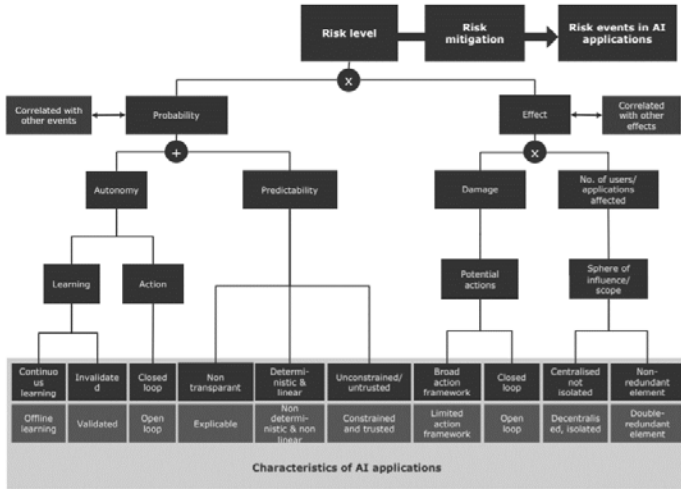 Risk level
Risk
mitigation
Risk events in AI
applications
x
Correlated with
other events
Probability
Effect
Correlated
with other
effects
+
x
Autonomy
Predictability
Damage
No. of users/
applications
affected
Learning
Action
Potential
actions
Sphere of
influence/
scope
Continuo
us
learning
Invalidate
d
Closed
loop
Non
transparant
Determi-
nistic &
linear
Unconstrained/
untrusted
Broad
action
framework
Closed
loop
Centralised
not
isolated
Non-
redundant
element
Offline
learning
Validated
Open
loop
Explicable
Non
determi-
nistic & non
linear
Constrained
and trusted
Limited
action
framework
Open
loop
Decentralis
ed, isolated
Double-
redundant
element
Characteristics of AI applications